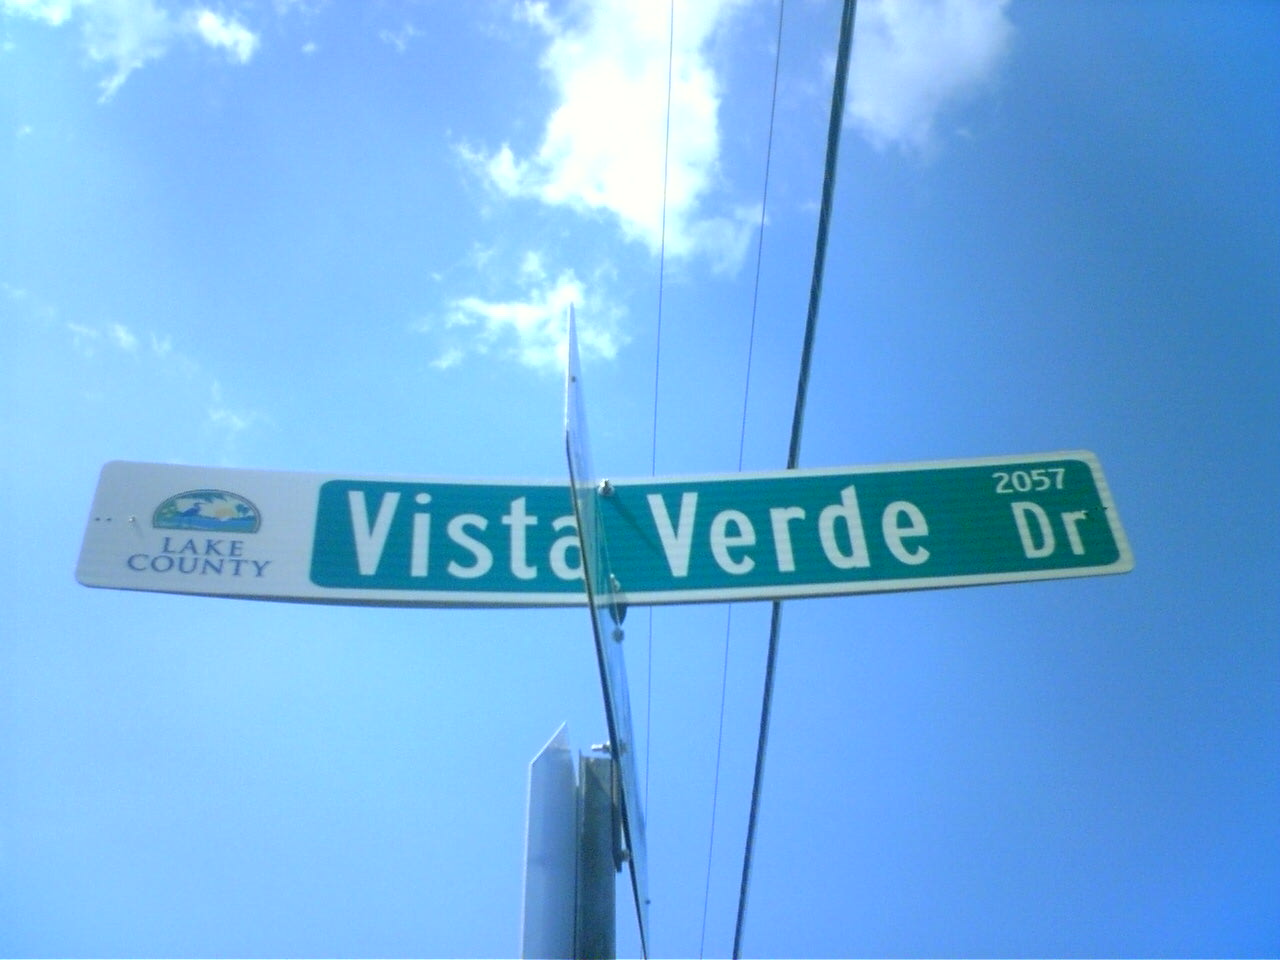 LAKE
COUNTY
Vista Verde Dr
2057